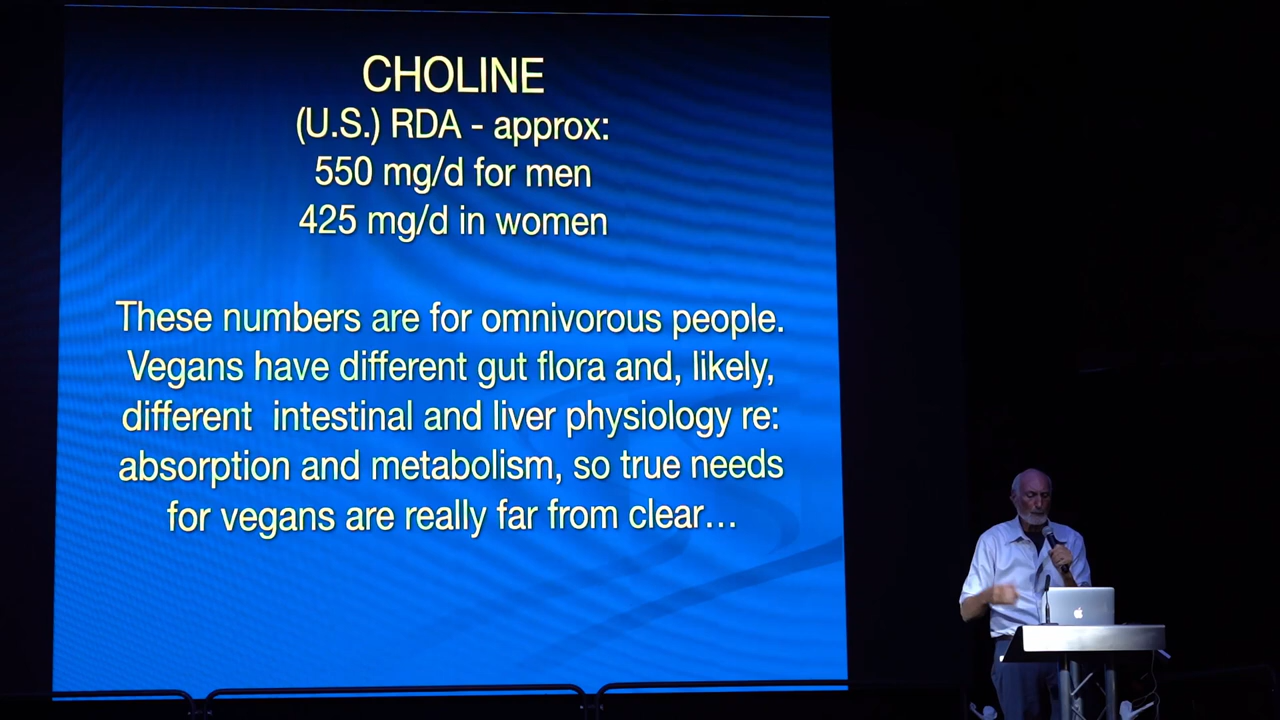 CHOLINE
(U.S.) RDA - approx:
550 mg/d for men
425 mg/d in women
These numbers are for omnivorous people.
Vegans have different gut flora and, likely,
different intestinal and liver physiology re:
absorption and metabolism, so true needs
for vegans are really far from clear...